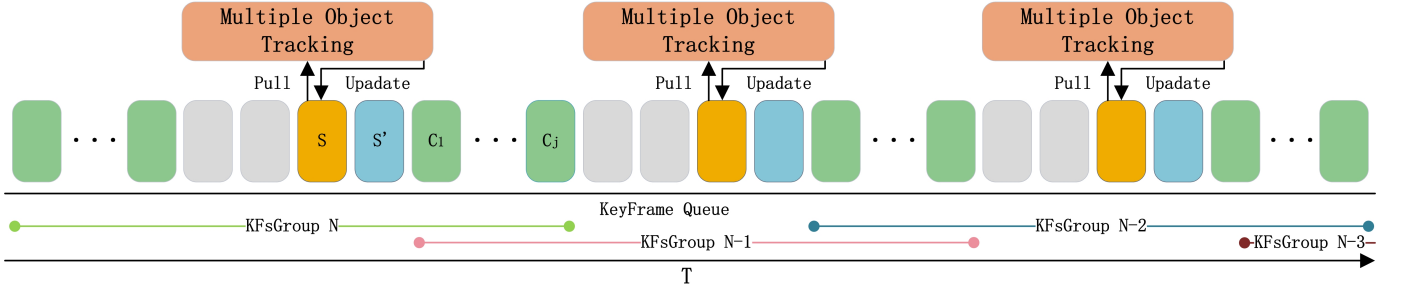 Multiple Object
Tracking
Multiple Object
Tracking
Multiple Object
Tracking
Pull Upadate
Pull Upadate
Pull Upadate
... S S' C1 ... Cj ... ...
KeyFrame Queue
KFsGroup N
KFsGroup N-2
KFsGroup N-1
KFsGroup N-3
T